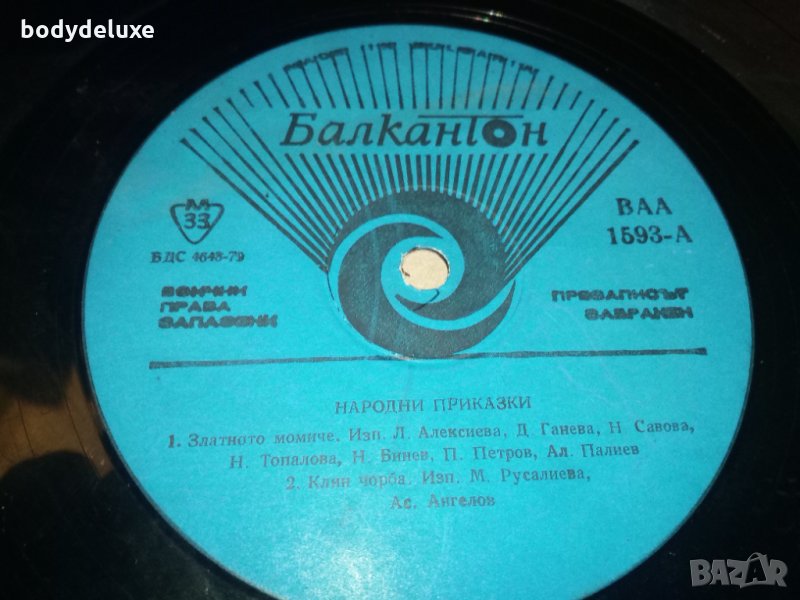 bodydeluxe
Балкантон
М
33
БДС 4643-79
ВАА
1593-А
ВСИЧКИ
ПРАВА
ЗАПАЗЕНИ
ПРЕЗАПИСЪТ
ЗАБРАНЕН
НАРОДНИ ПРИКАЗКИ
1. Златното момиче. Изп. Л. Алексиева, Д. Ганева, Н. Савова,
Н. Топалова, Н. Бинев, П. Петров, Ал. Палиев
2. Клин чорба. Изп. М. Русалиева,
Ас. Ангелов
BAZAR